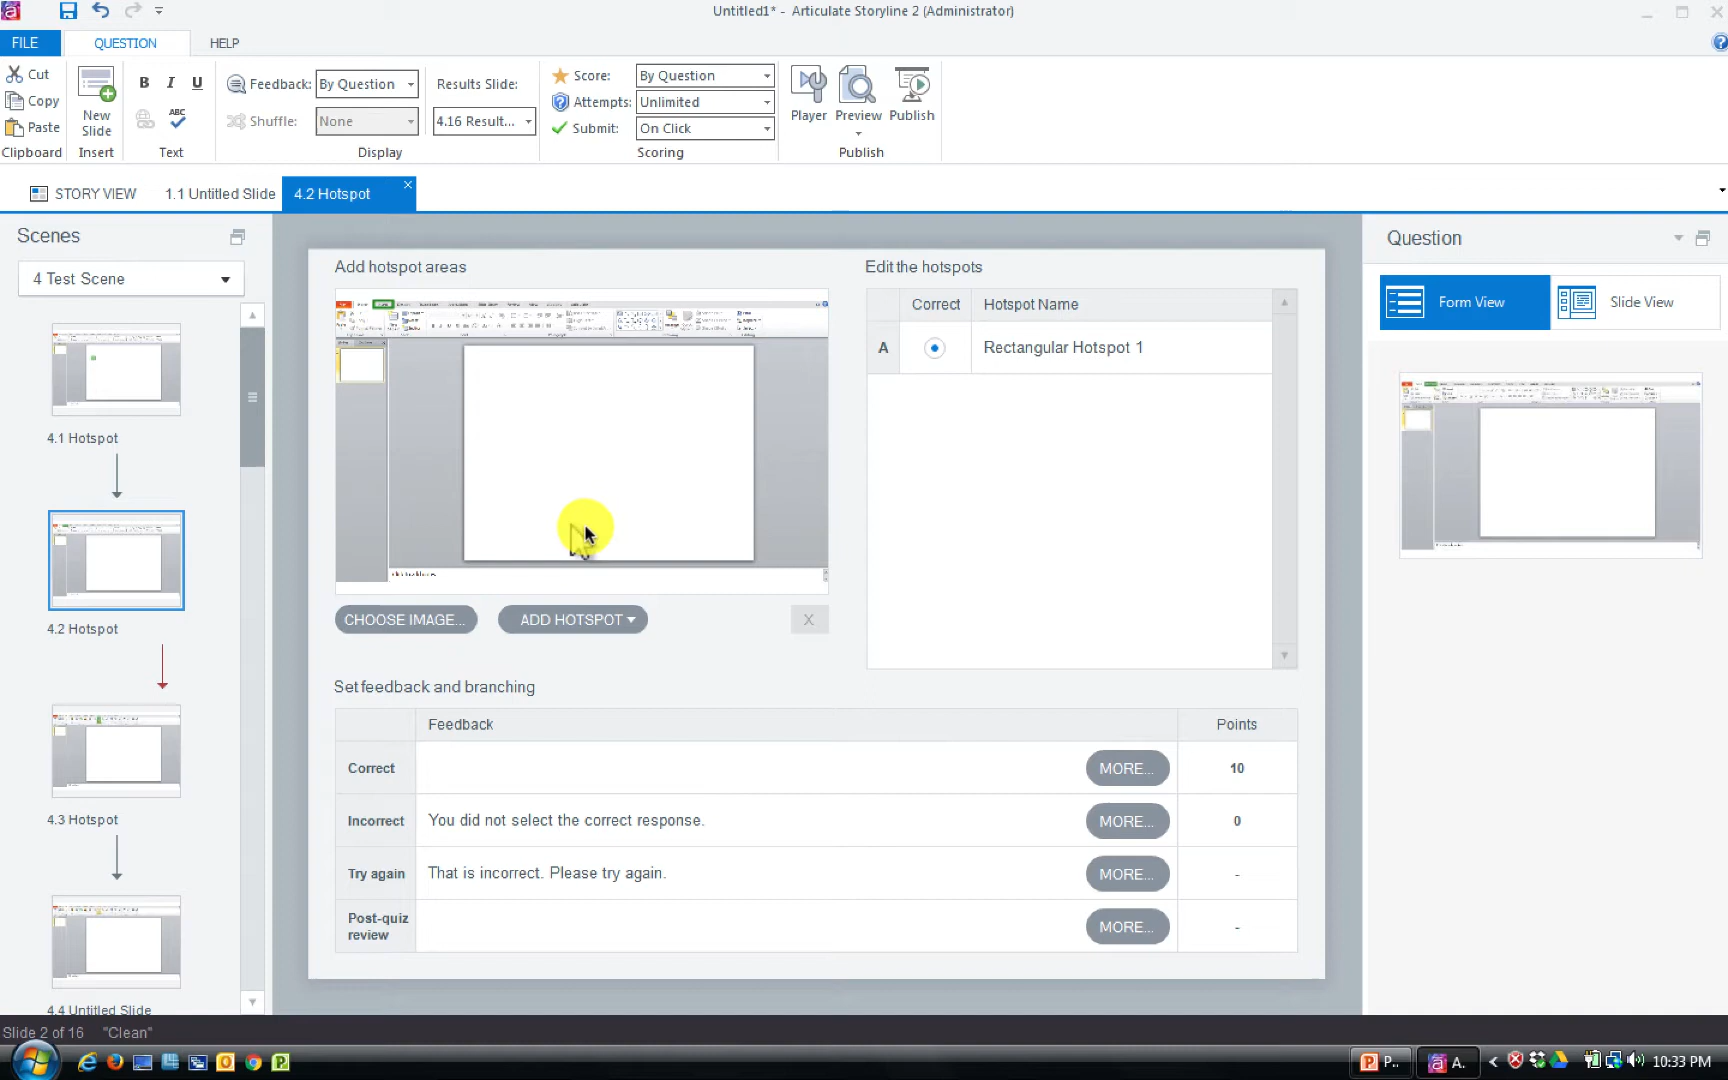 Untitled1* - Articulate Storyline 2 (Administrator)
FILE
QUESTION
HELP
Cut
Copy
Paste
Clipboard
New
Slide
Insert
B I U
ABC
Text
Feedback: By Question
Shuffle: None
Display
Results Slide:
4.16 Result...
Score: By Question
Attempts: Unlimited
Submit: On Click
Scoring
Player
Preview
Publish
Publish
STORY VIEW
1.1 Untitled Slide
4.2 Hotspot
Scenes
4 Test Scene
4.1 Hotspot
4.2 Hotspot
4.3 Hotspot
4.4 Untitled Slide
Add hotspot areas
CHOOSE IMAGE...
ADD HOTSPOT
X
Edit the hotspots
Correct Hotspot Name
A Rectangular Hotspot 1
Set feedback and branching
Feedback Points
Correct MORE... 10
Incorrect You did not select the correct response. MORE... 0
Try again That is incorrect. Please try again. MORE... -
Post-quiz
review MORE... -
Question
Form View
Slide View
Slide 2 of 16 "Clean"
P..
A.
10:33 PM